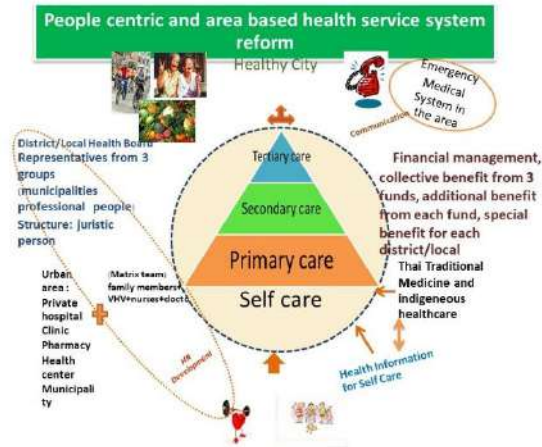 People centric and area based health service system
reform
Healthy City
Emergency
Medical
System in
the area
Communication
District/Local Health Board
Representatives from 3
groups
(municipalities
professional people)
Structure: juristic
person
Tertiary care
Secondary care
Primary care
Self care
Financial management,
collective benefit from 3
funds, additional benefit
from each fund, special
benefit for each
district/local
Urban
area :
Private
hospital
Clinic
Pharmacy
Health
center
Municipali
ty
(Matrix team)
family members+
VHV+nurses+doct
Thai Traditional
Medicine and
indigeneous
healthcare
HR
Development
Health Information
for Self Care